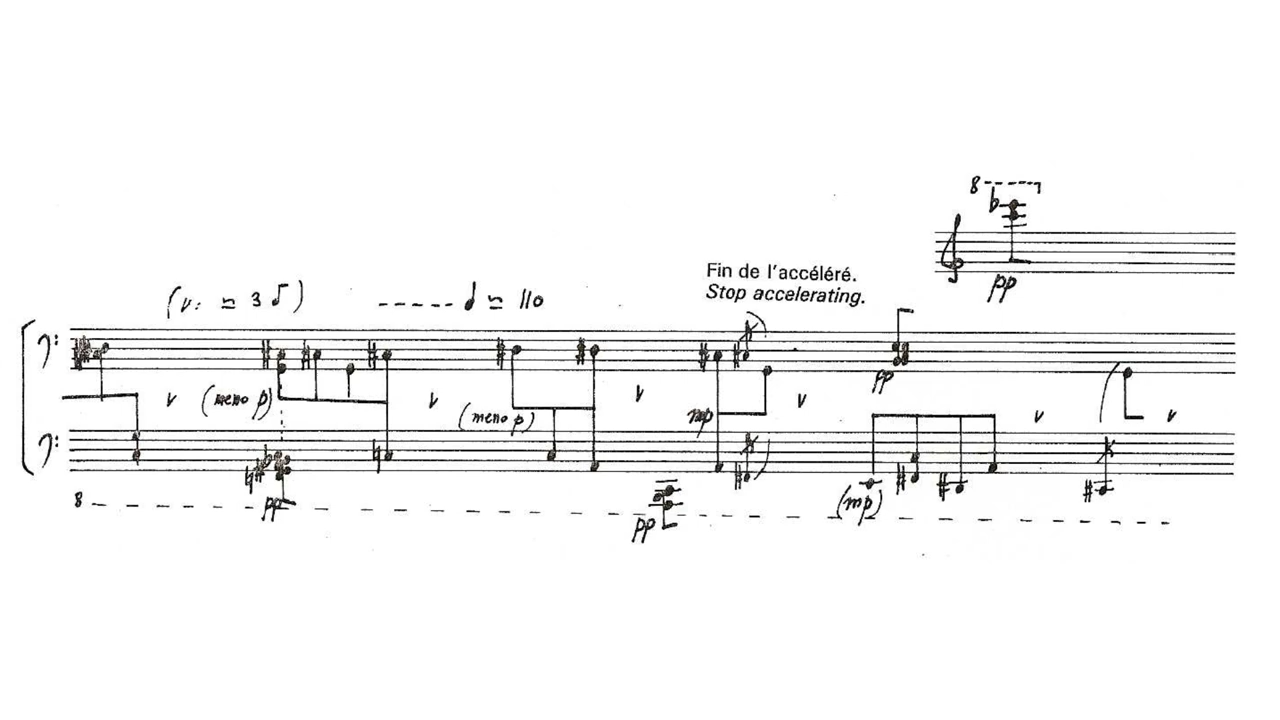 8
pp
Fin de l'accéléré.
Stop accelerating.
(v: ≃ 3 ♪) ------ ♩ ≃ 110
pp
(meno p)
(meno p)
mp
8
pp
pp
(mp)